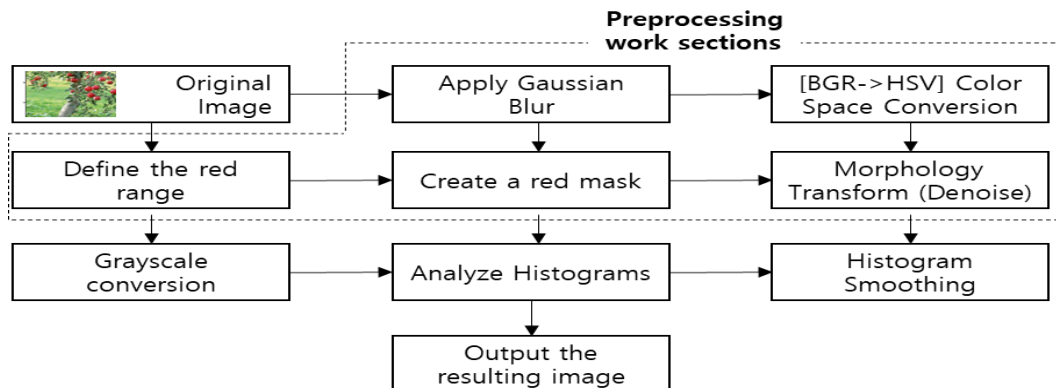 Preprocessing
work sections
Original
Image
Apply Gaussian
Blur
[BGR->HSV] Color
Space Conversion
Define the red
range
Create a red mask
Morphology
Transform (Denoise)
Grayscale
conversion
Analyze Histograms
Histogram
Smoothing
Output the
resulting image